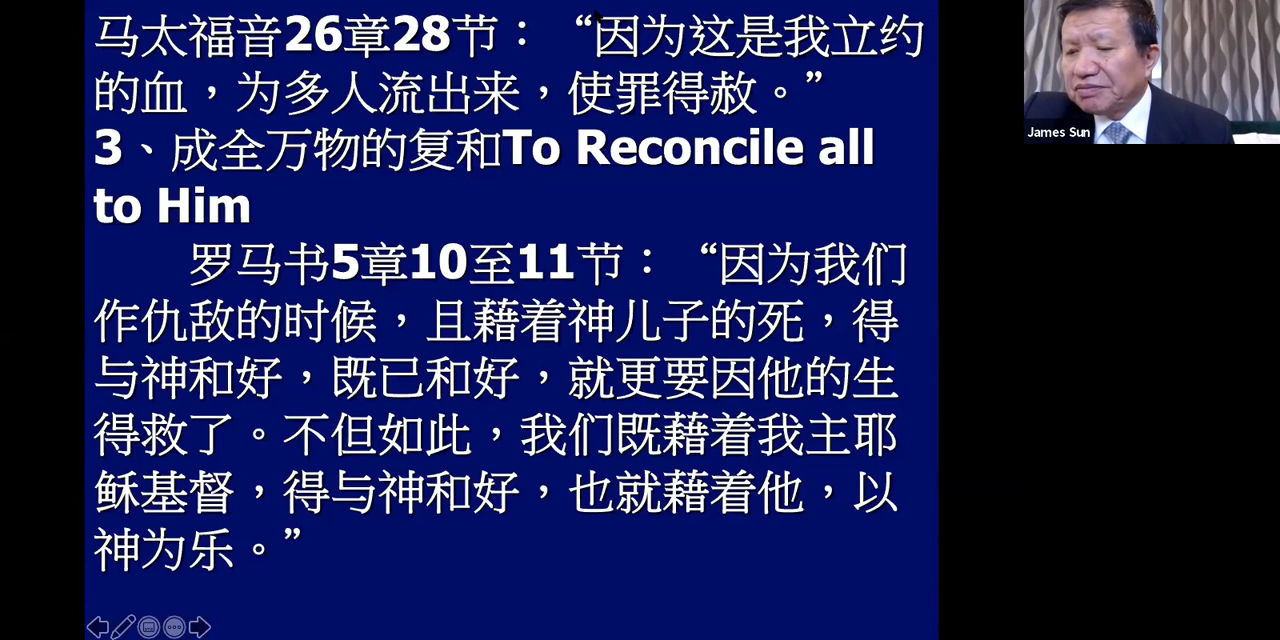 马太福音26章28节：“因为这是我立约
的血，为多人流出来，使罪得赦。”
3、成全万物的复和To Reconcile all
to Him
罗马书5章10至11节：“因为我们
作仇敌的时候，且藉着神儿子的死，得
与神和好，既已和好，就更要因他的生
得救了。不但如此，我们既藉着我主耶
稣基督，得与神和好，也就藉着他，以
神为乐。”
James Sun